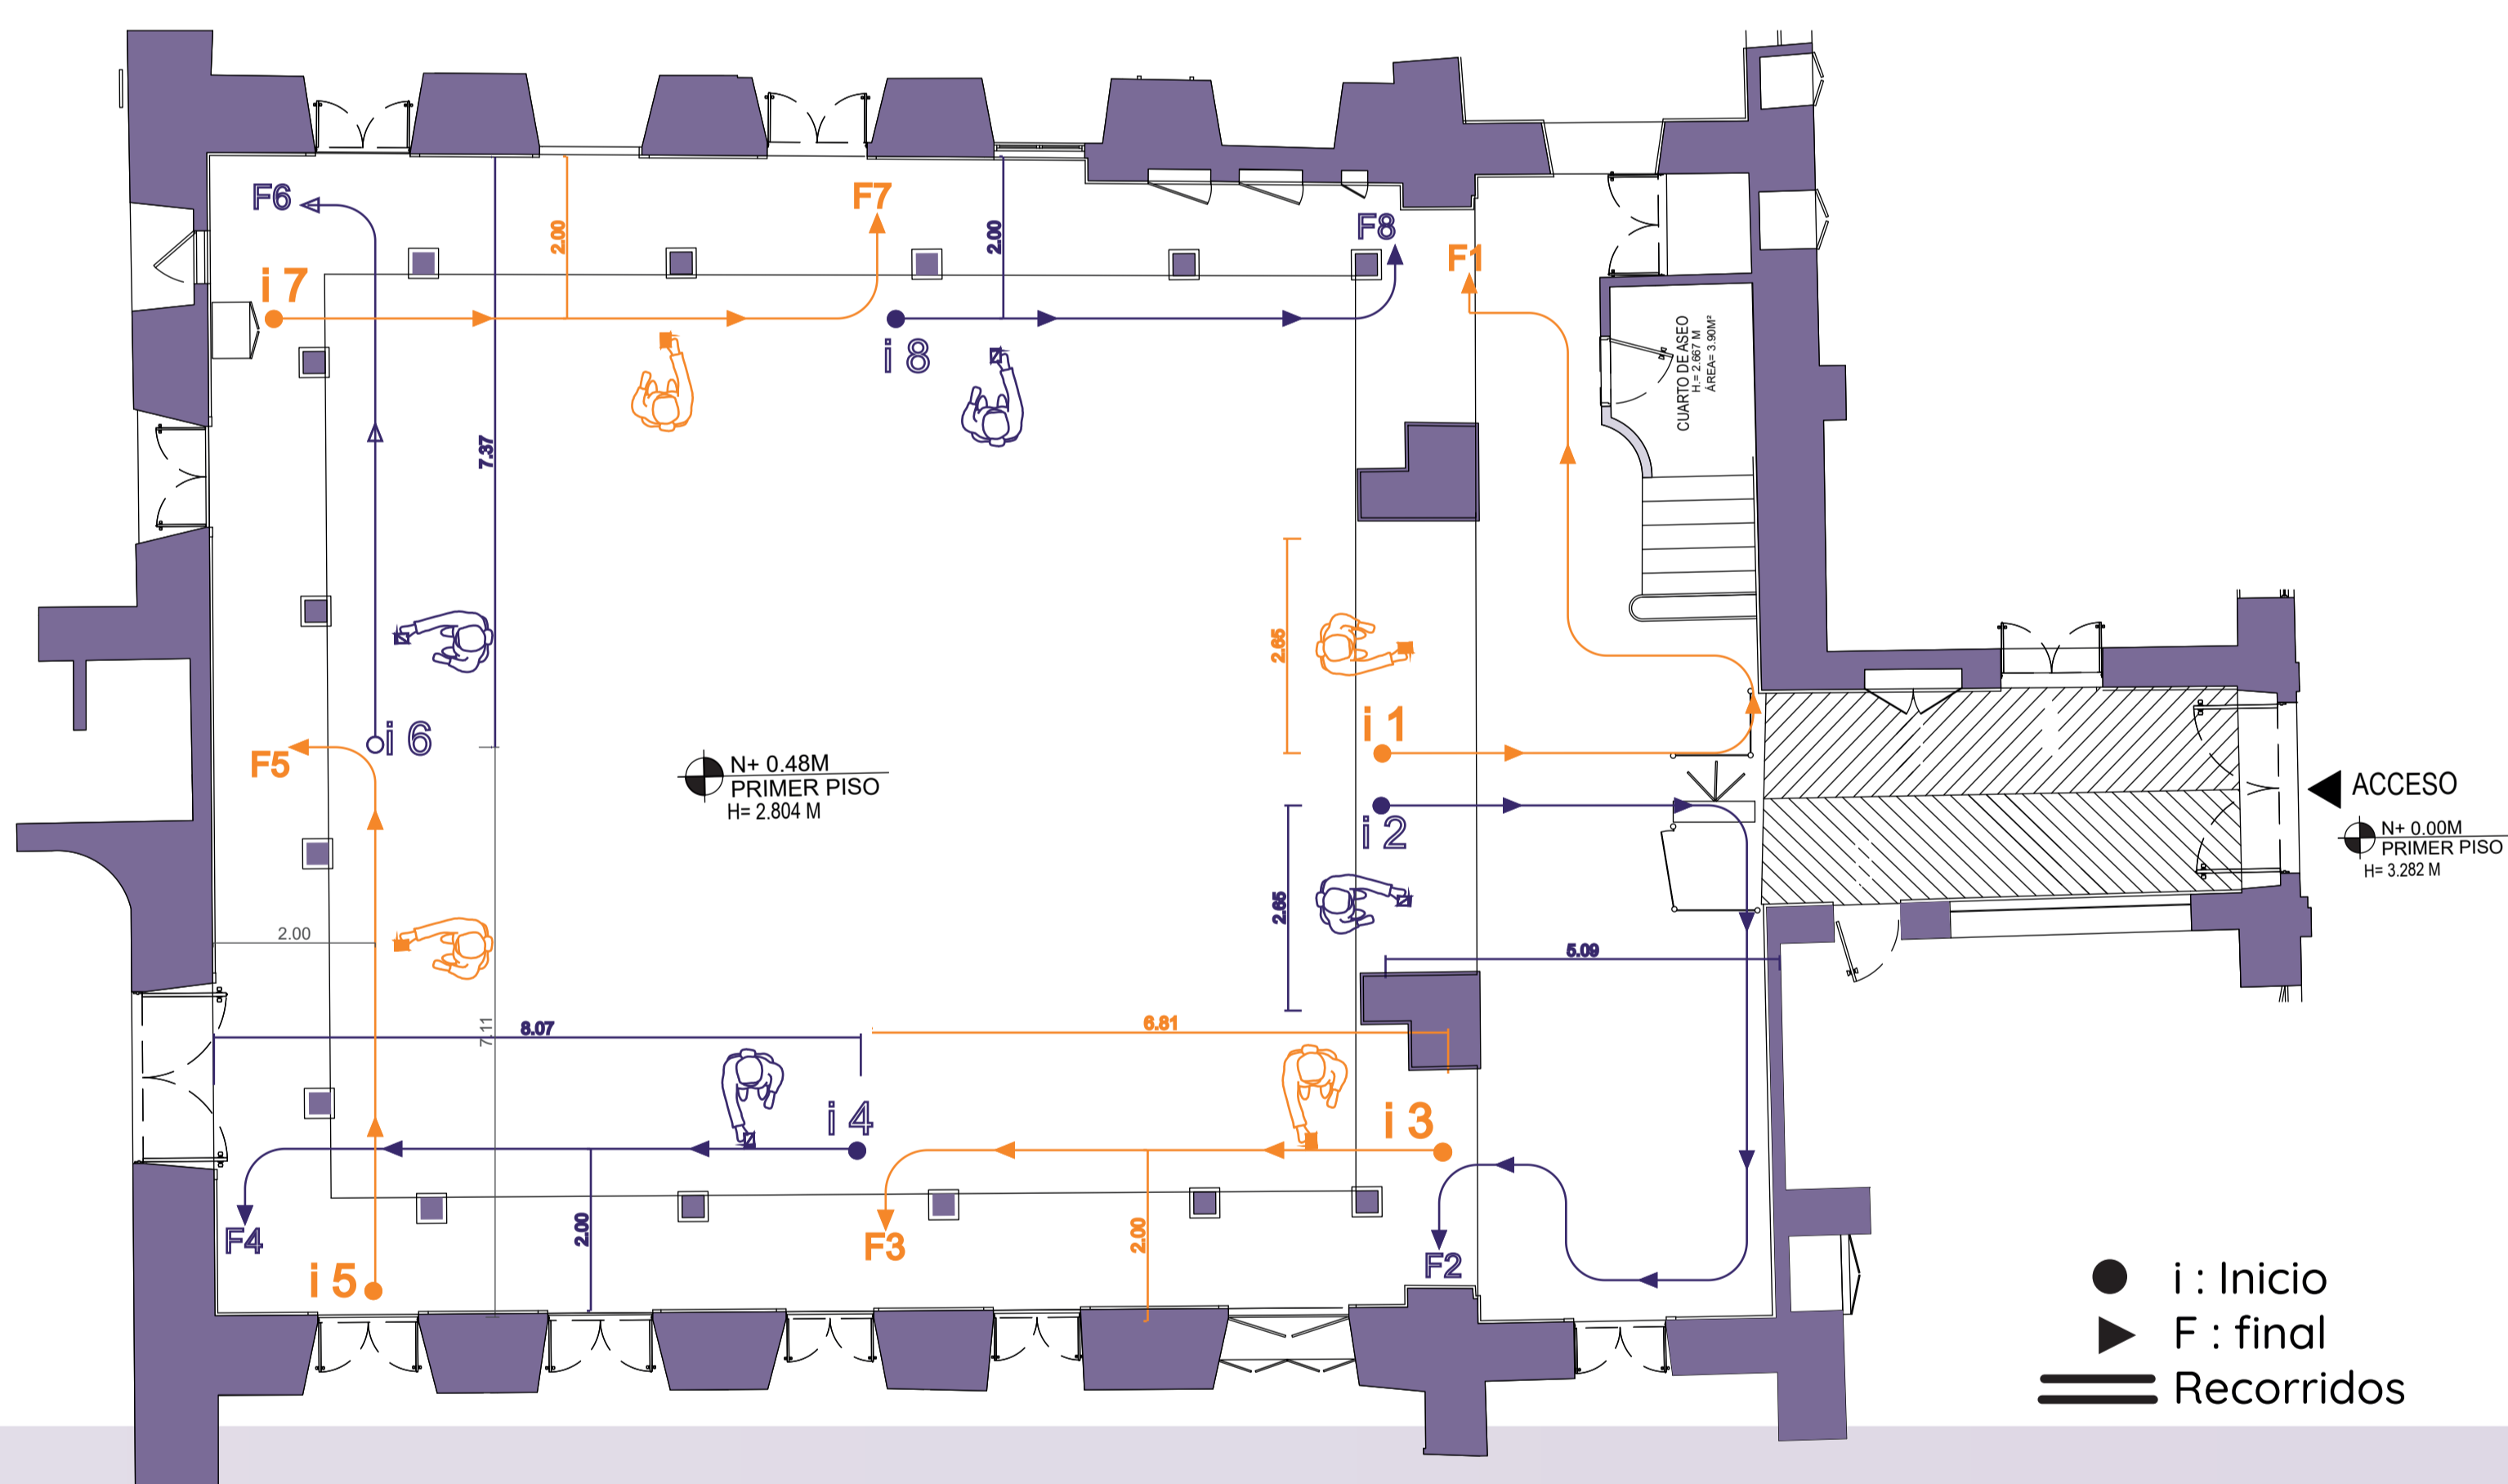 F6
F7
F8
F1
i 7
2.00
2.00
i 8
7.37
CUARTO DE ASEO
H.= 2.667 M
ÁREA= 3.90M²
2.65
i 1
i 6
F5
N+ 0.48M
PRIMER PISO
H= 2.804 M
i 2
2.65
ACCESO
N+ 0.00M
PRIMER PISO
H= 3.282 M
2.00
5.09
8.07
7.11
6.81
i 4
i 3
F4
2.00
F3
2.00
F2
i 5
i : Inicio
F : final
Recorridos